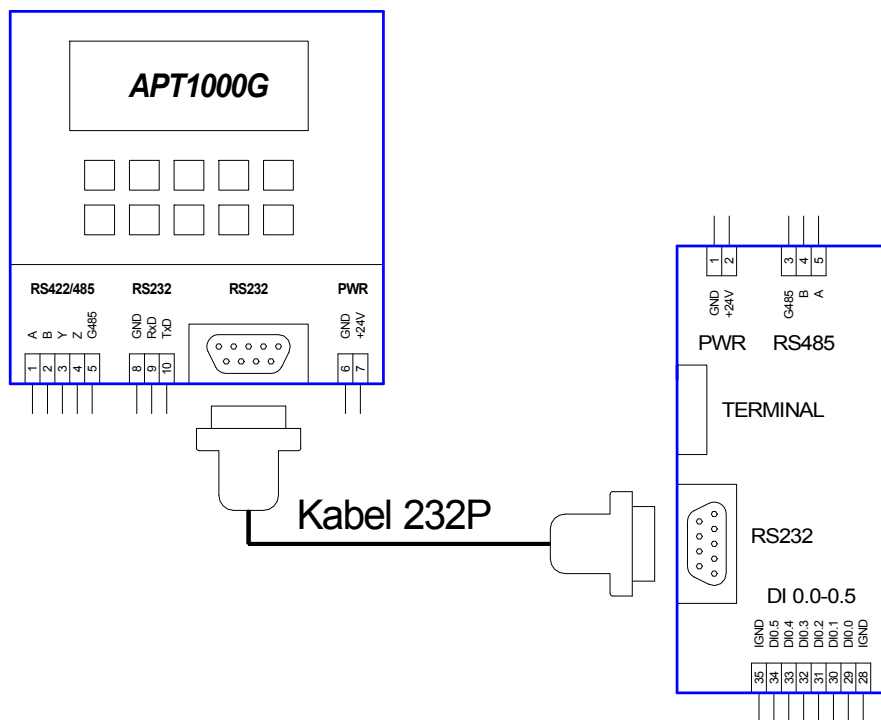 APT1000G
RS422/485 RS232 RS232 PWR
A B Y Z G485 GND RxD TxD GND +24V
1 2 3 4 5 8 9 10 6 7
Kabel 232P
1 2 3 4 5
GND +24V G485 B A
PWR RS485
TERMINAL
RS232
DI 0.0-0.5
IGND DI0.5 DI0.4 DI0.3 DI0.2 DI0.1 DI0.0 IGND
35 34 33 32 31 30 29 28